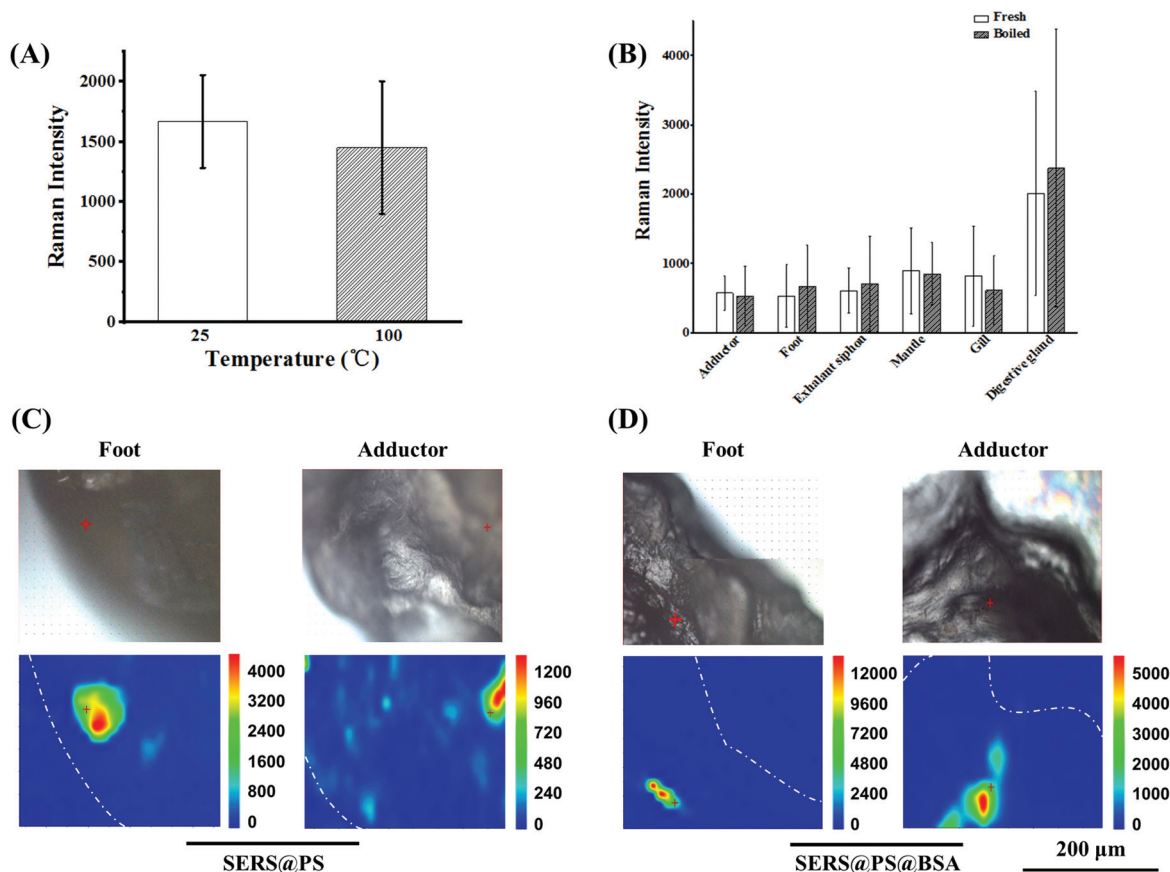 (A)
Raman Intensity
2000
1500
1000
500
0
25
100
Temperature (℃)
(B)
Fresh
Boiled
Raman Intensity
4000
3000
2000
1000
0
Adductor
Foot
Exhalant siphon
Mantle
Gill
Digestive gland
(C)
Foot
Adductor
4000
3200
2400
1600
800
0
1200
960
720
480
240
0
SERS@PS
(D)
Foot
Adductor
12000
9600
7200
4800
2400
0
5000
4000
3000
2000
1000
0
SERS@PS@BSA
200 μm